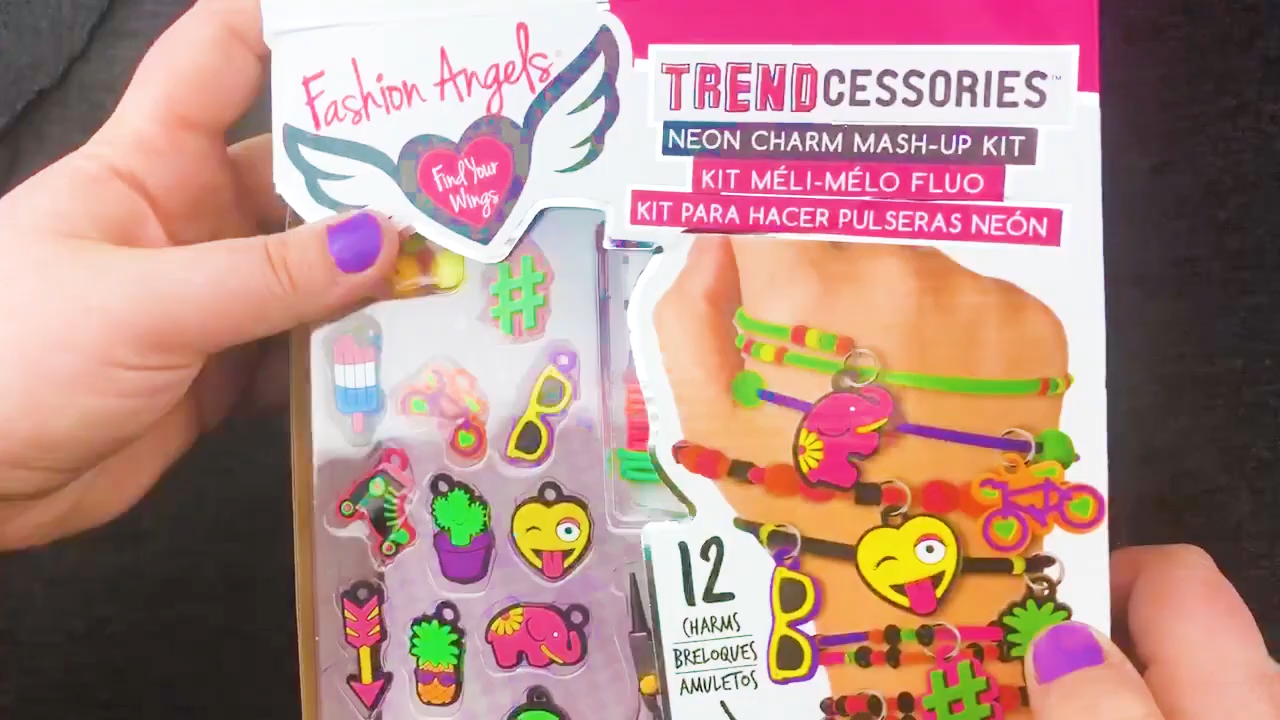 Fashion Angels
Find Your
Wings
TRENDCESSORIES™
NEON CHARM MASH-UP KIT
KIT MÉLI-MÉLO FLUO
KIT PARA HACER PULSERAS NEÓN
12
CHARMS
BRELOQUES
AMULETOS